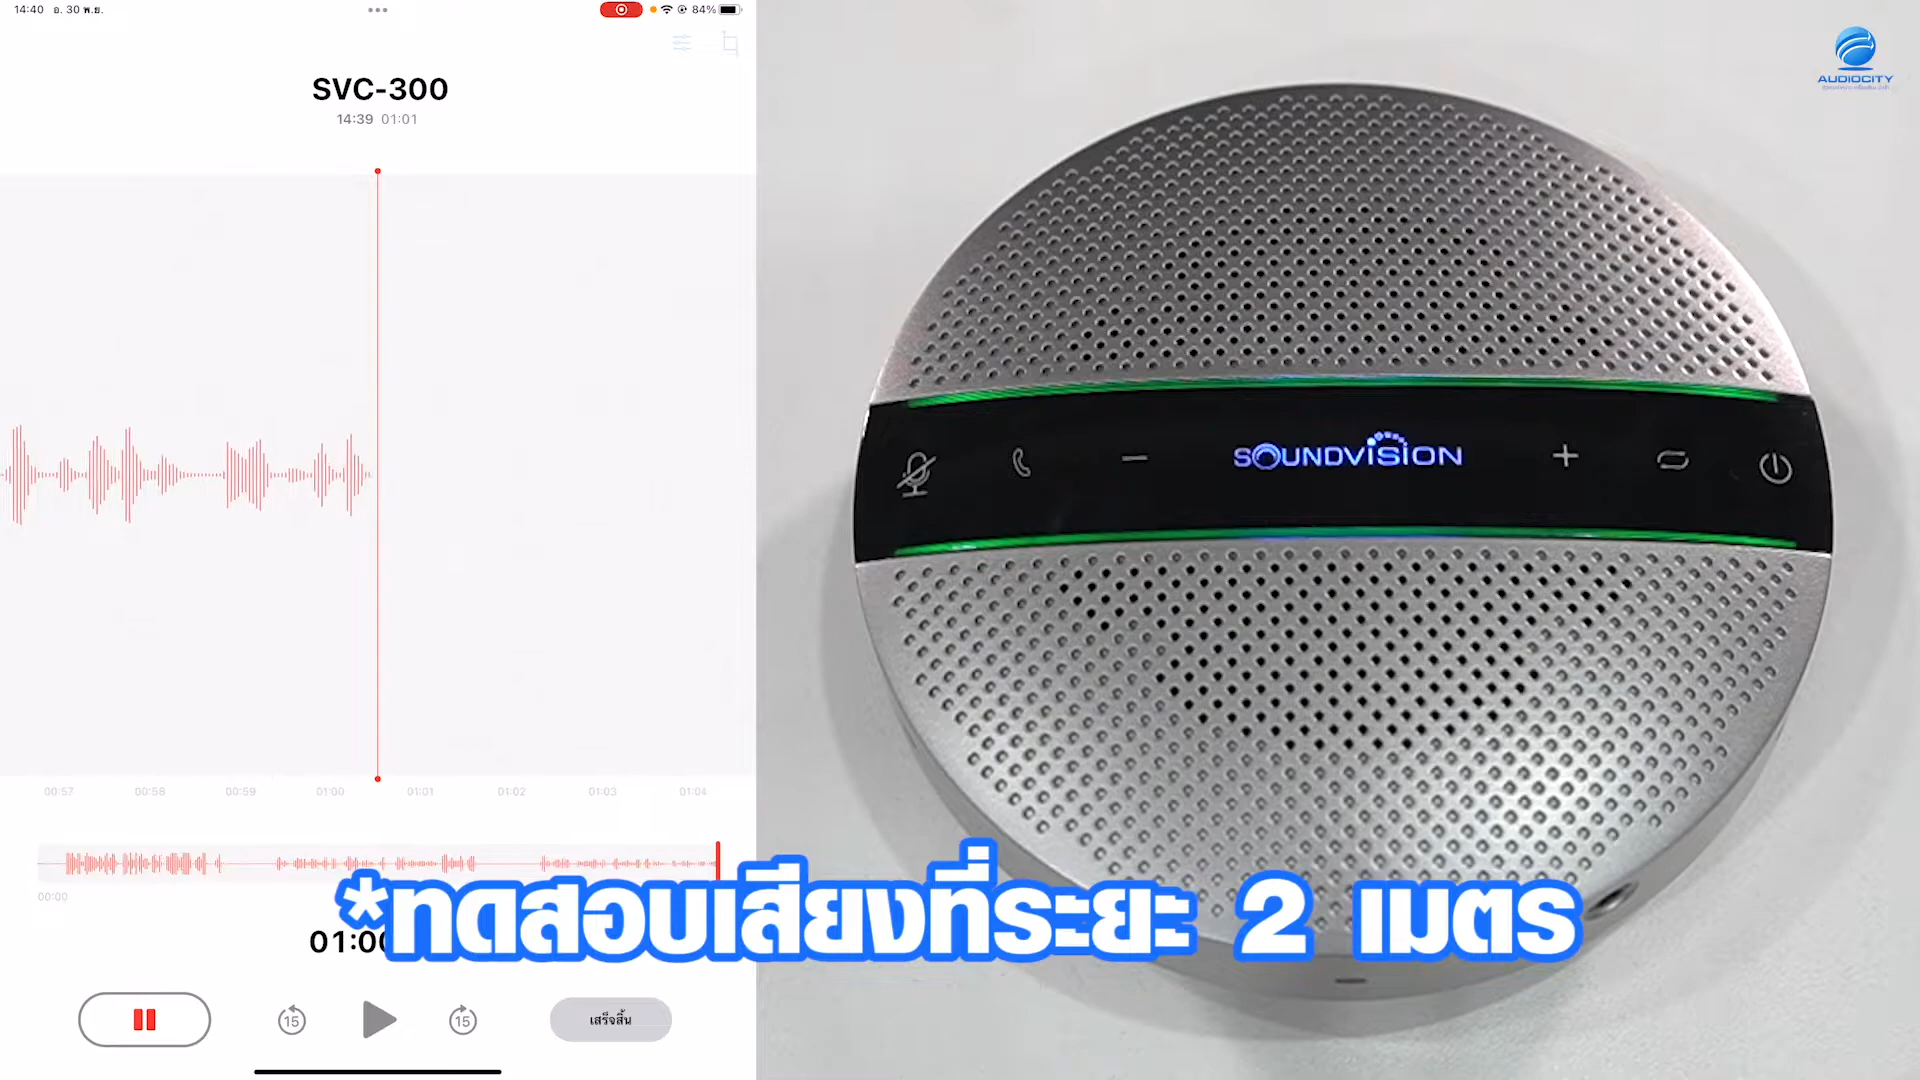 14:40 อ. 30 พ.ย.
84%
SVC-300
14:39 01:01
00:57 00:58 00:59 01:00 01:01 01:02 01:03 01:04
00:00
01:00
15
15
เสร็จสิ้น
AUDIOCITY
SOUNDVISION
*ทดสอบเสียงที่ระยะ 2 เมตร